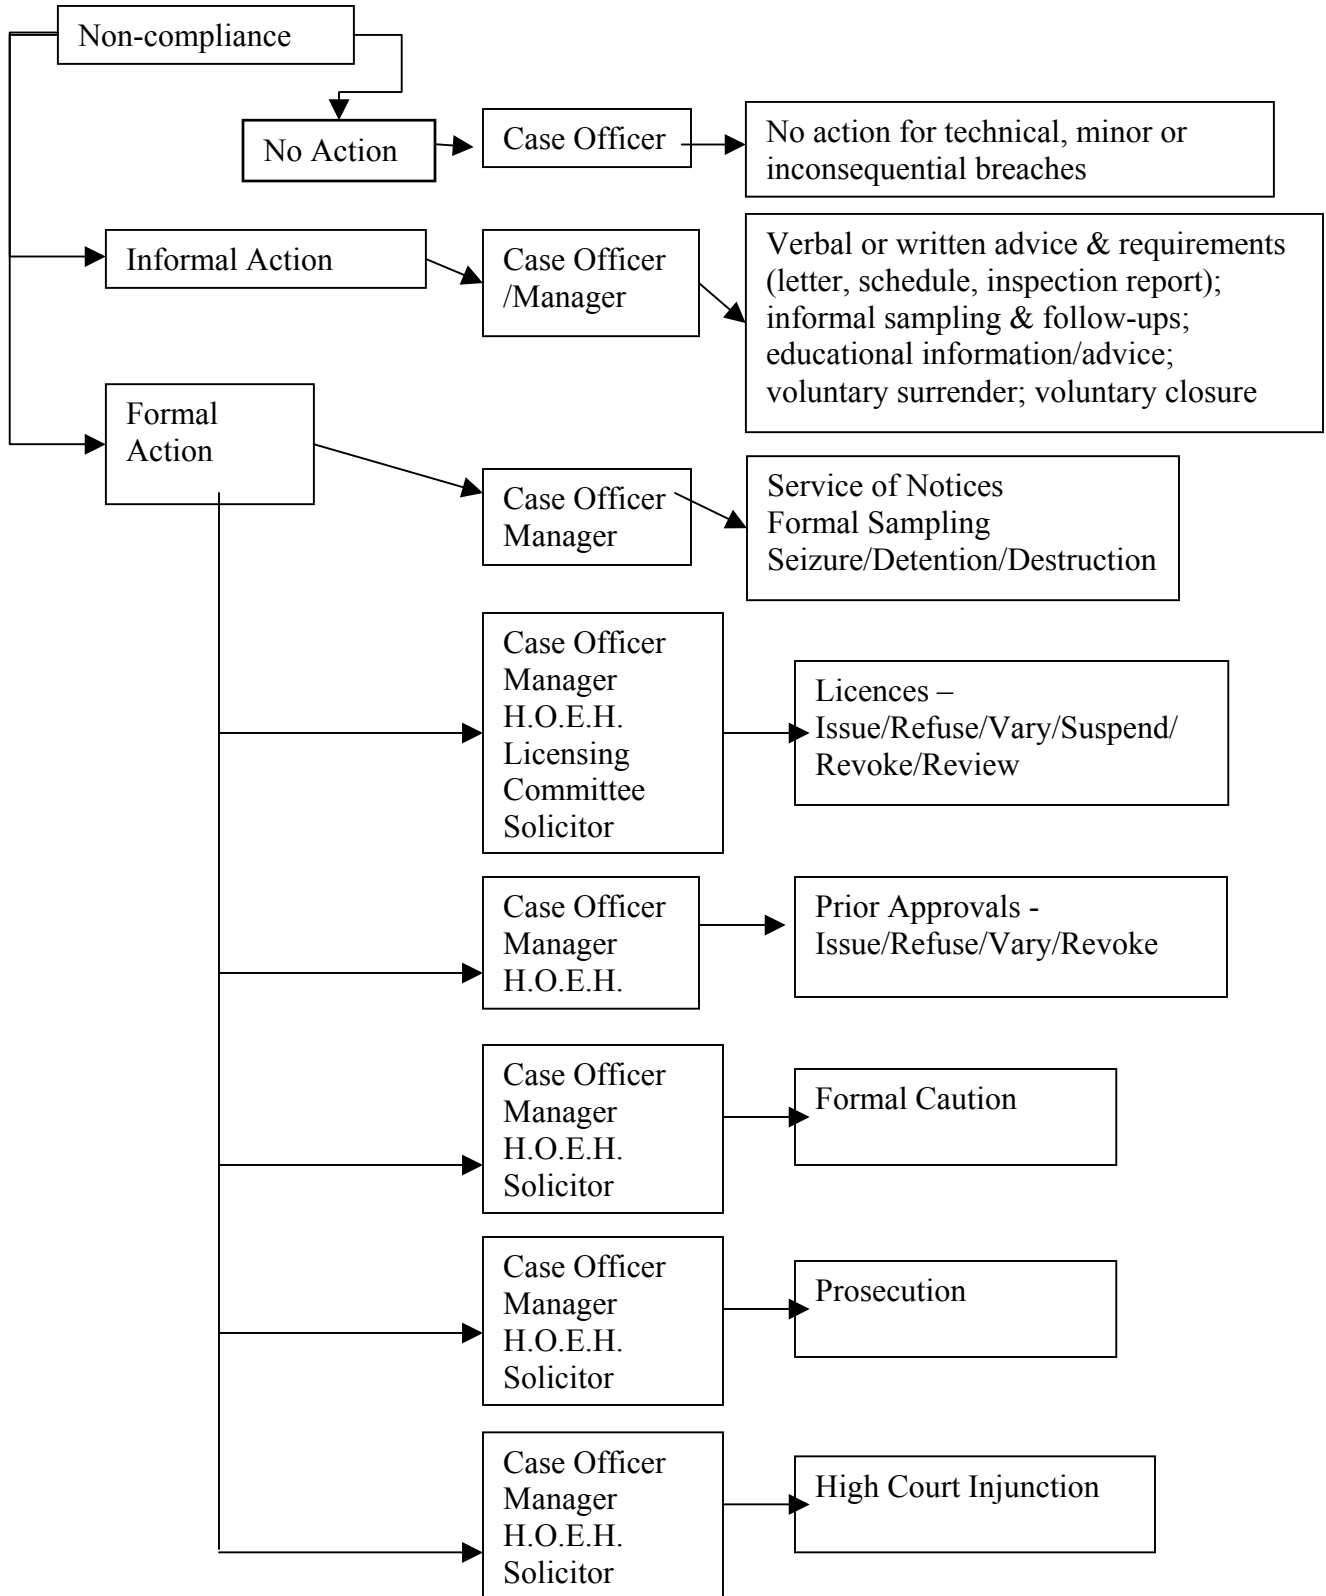 Non-compliance
No Action
Case Officer
No action for technical, minor or
inconsequential breaches
Informal Action
Case Officer
/Manager
Verbal or written advice & requirements
(letter, schedule, inspection report);
informal sampling & follow-ups;
educational information/advice;
voluntary surrender; voluntary closure
Formal
Action
Case Officer
Manager
Service of Notices
Formal Sampling
Seizure/Detention/Destruction
Case Officer
Manager
H.O.E.H.
Licensing
Committee
Solicitor
Licences –
Issue/Refuse/Vary/Suspend/
Revoke/Review
Case Officer
Manager
H.O.E.H.
Prior Approvals -
Issue/Refuse/Vary/Revoke
Case Officer
Manager
H.O.E.H.
Solicitor
Formal Caution
Case Officer
Manager
H.O.E.H.
Solicitor
Prosecution
Case Officer
Manager
H.O.E.H.
Solicitor
High Court Injunction